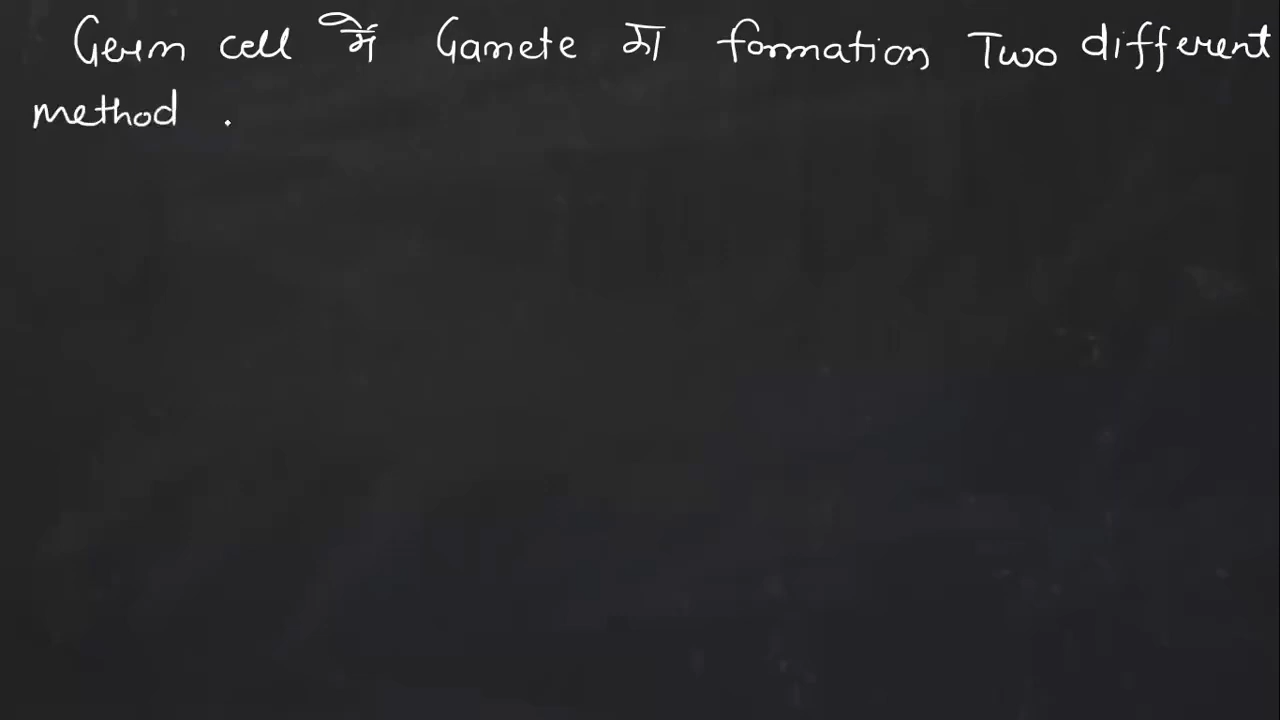 Germ cell में Gamete का formation Two different
method .